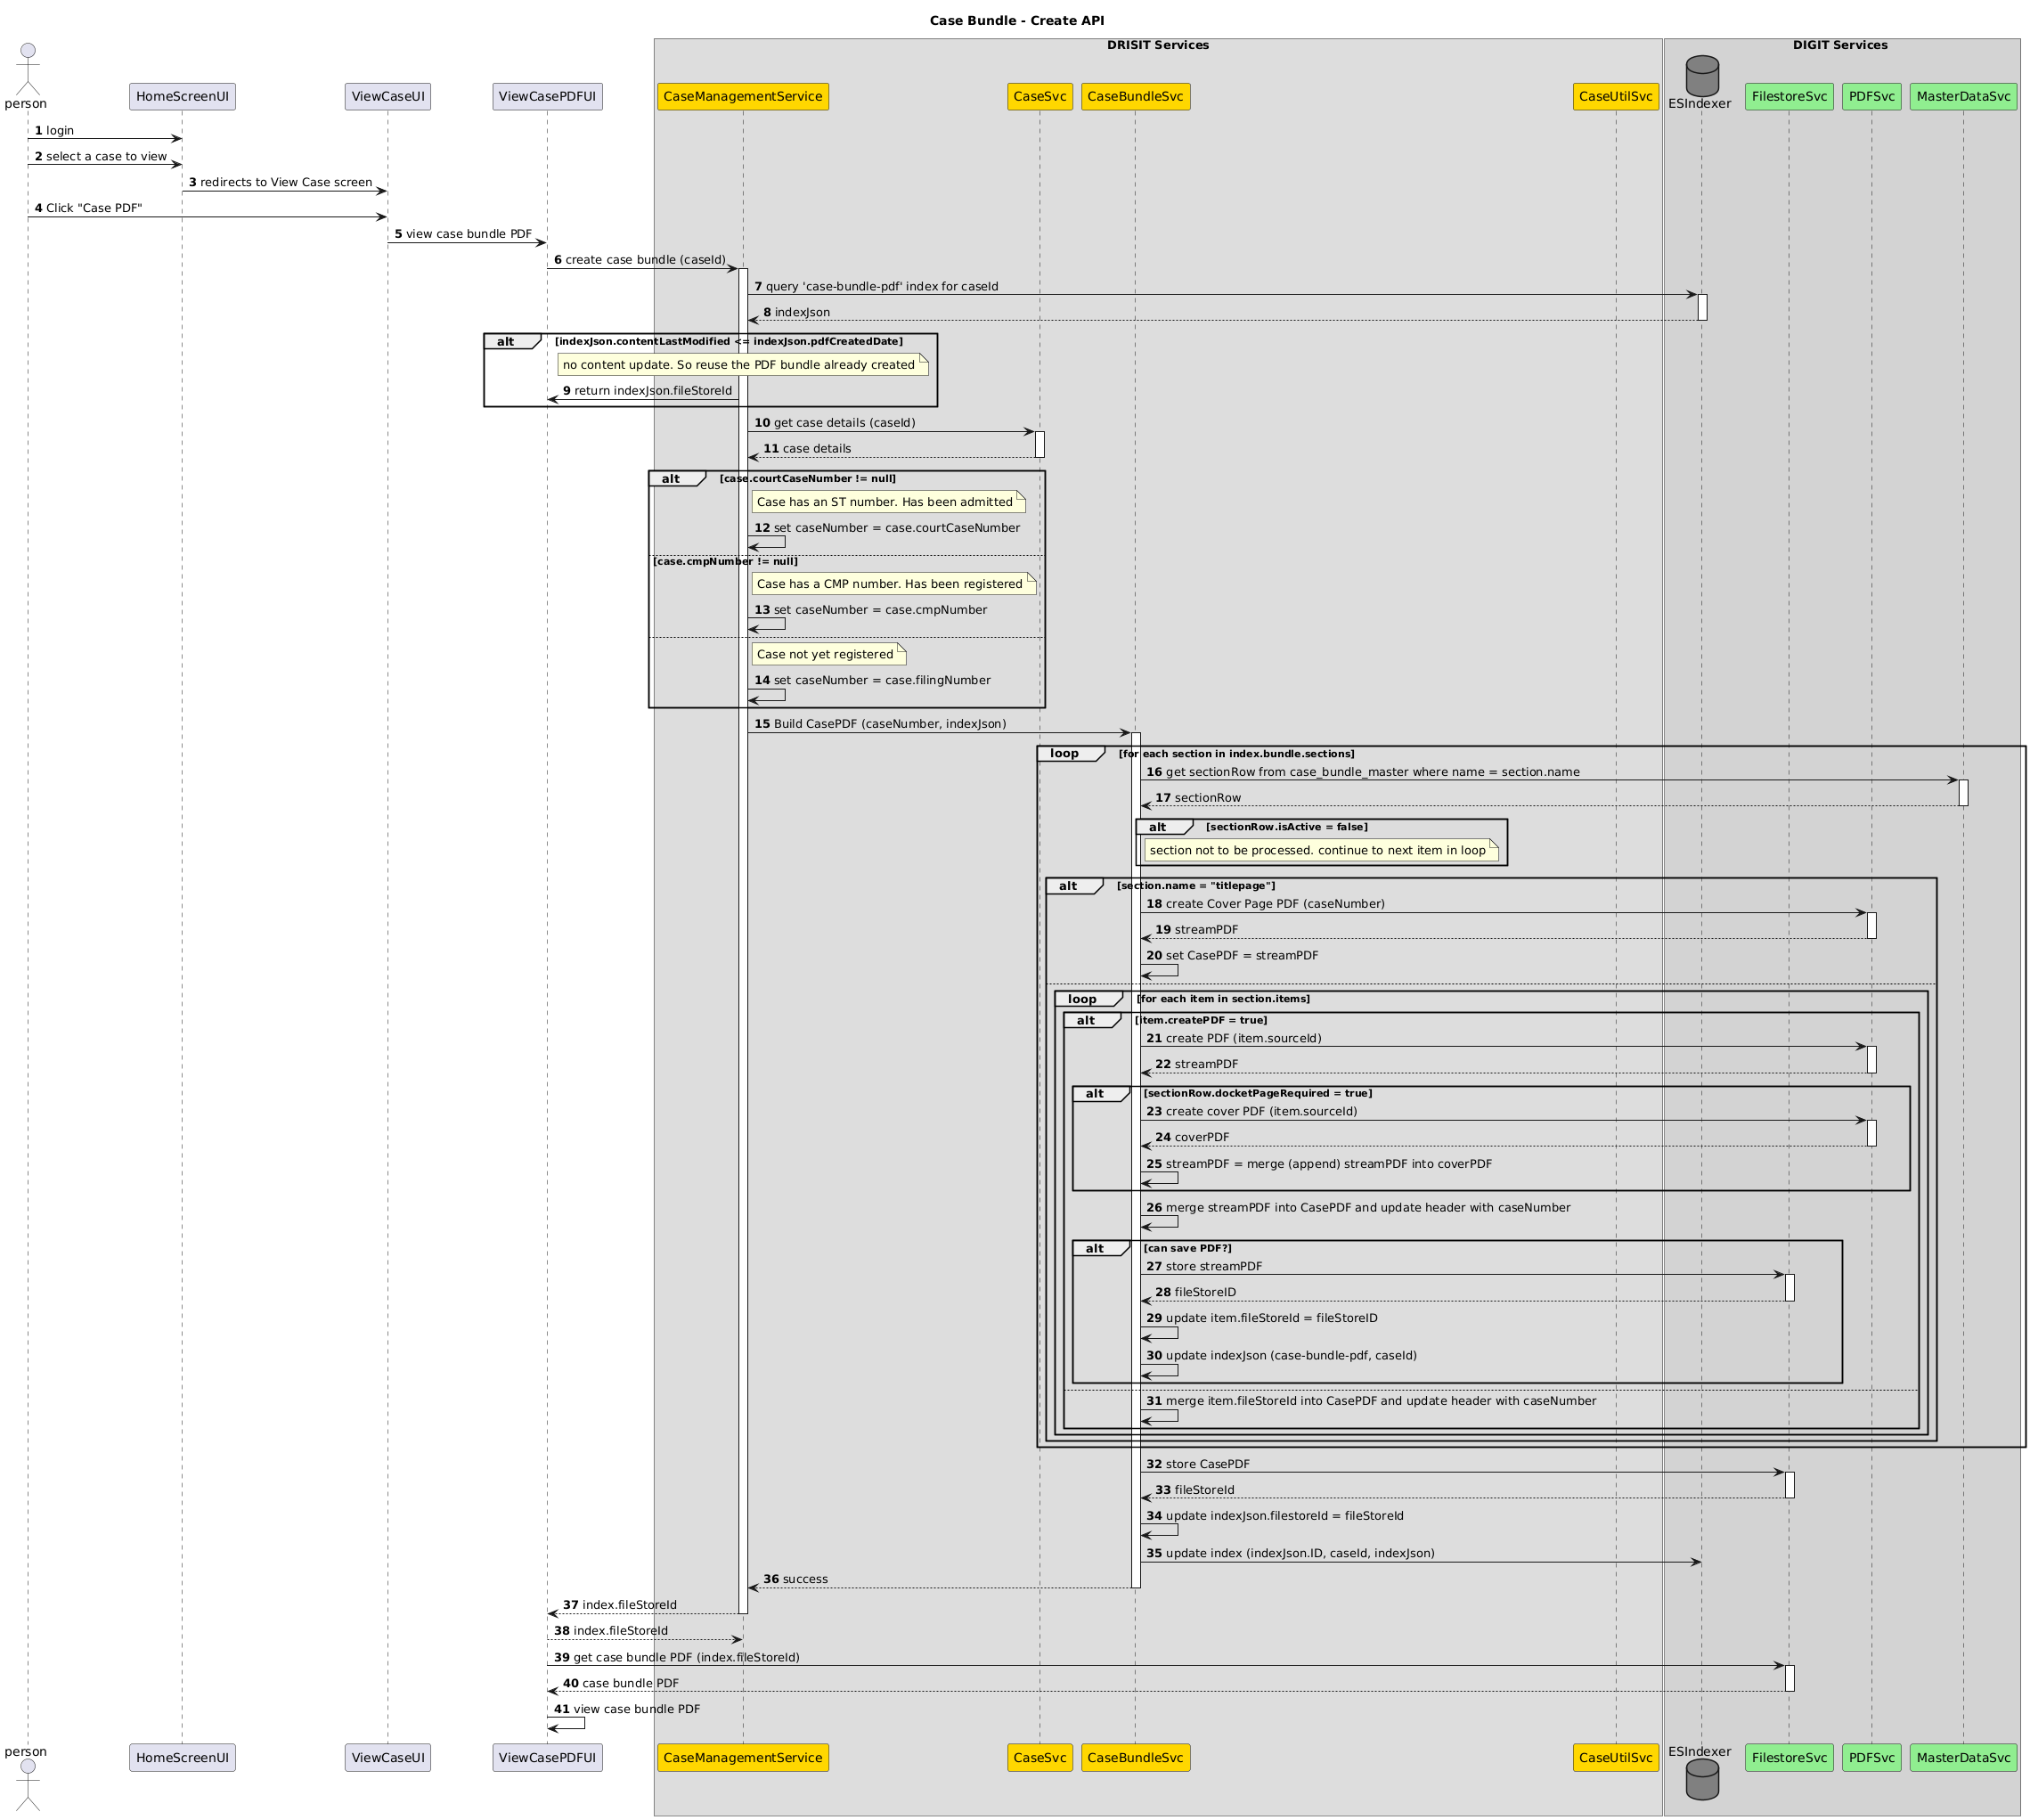 Case Bundle - Create API
DRISIT Services
DIGIT Services
person
HomeScreenUI
ViewCaseUI
ViewCasePDFUI
CaseManagementService
CaseSvc
CaseBundleSvc
CaseUtilSvc
ESIndexer
FilestoreSvc
PDFSvc
MasterDataSvc
1 login
2 select a case to view
3 redirects to View Case screen
4 Click "Case PDF"
5 view case bundle PDF
6 create case bundle (caseId)
7 query 'case-bundle-pdf' index for caseId
8 indexJson
alt [indexJson.contentLastModified <= indexJson.pdfCreatedDate]
no content update. So reuse the PDF bundle already created
9 return indexJson.fileStoreId
10 get case details (caseId)
11 case details
alt [case.courtCaseNumber != null]
Case has an ST number. Has been admitted
12 set caseNumber = case.courtCaseNumber
[case.cmpNumber != null]
Case has a CMP number. Has been registered
13 set caseNumber = case.cmpNumber
Case not yet registered
14 set caseNumber = case.filingNumber
15 Build CasePDF (caseNumber, indexJson)
loop [for each section in index.bundle.sections]
16 get sectionRow from case_bundle_master where name = section.name
17 sectionRow
alt [sectionRow.isActive = false]
section not to be processed. continue to next item in loop
alt [section.name = "titlepage"]
18 create Cover Page PDF (caseNumber)
19 streamPDF
20 set CasePDF = streamPDF
loop [for each item in section.items]
alt [item.createPDF = true]
21 create PDF (item.sourceId)
22 streamPDF
alt [sectionRow.docketPageRequired = true]
23 create cover PDF (item.sourceId)
24 coverPDF
25 streamPDF = merge (append) streamPDF into coverPDF
26 merge streamPDF into CasePDF and update header with caseNumber
alt [can save PDF?]
27 store streamPDF
28 fileStoreID
29 update item.fileStoreId = fileStoreID
30 update indexJson (case-bundle-pdf, caseId)
31 merge item.fileStoreId into CasePDF and update header with caseNumber
32 store CasePDF
33 fileStoreId
34 update indexJson.filestoreId = fileStoreId
35 update index (indexJson.ID, caseId, indexJson)
36 success
37 index.fileStoreId
38 index.fileStoreId
39 get case bundle PDF (index.fileStoreId)
40 case bundle PDF
41 view case bundle PDF
person
HomeScreenUI
ViewCaseUI
ViewCasePDFUI
CaseManagementService
CaseSvc
CaseBundleSvc
CaseUtilSvc
ESIndexer
FilestoreSvc
PDFSvc
MasterDataSvc